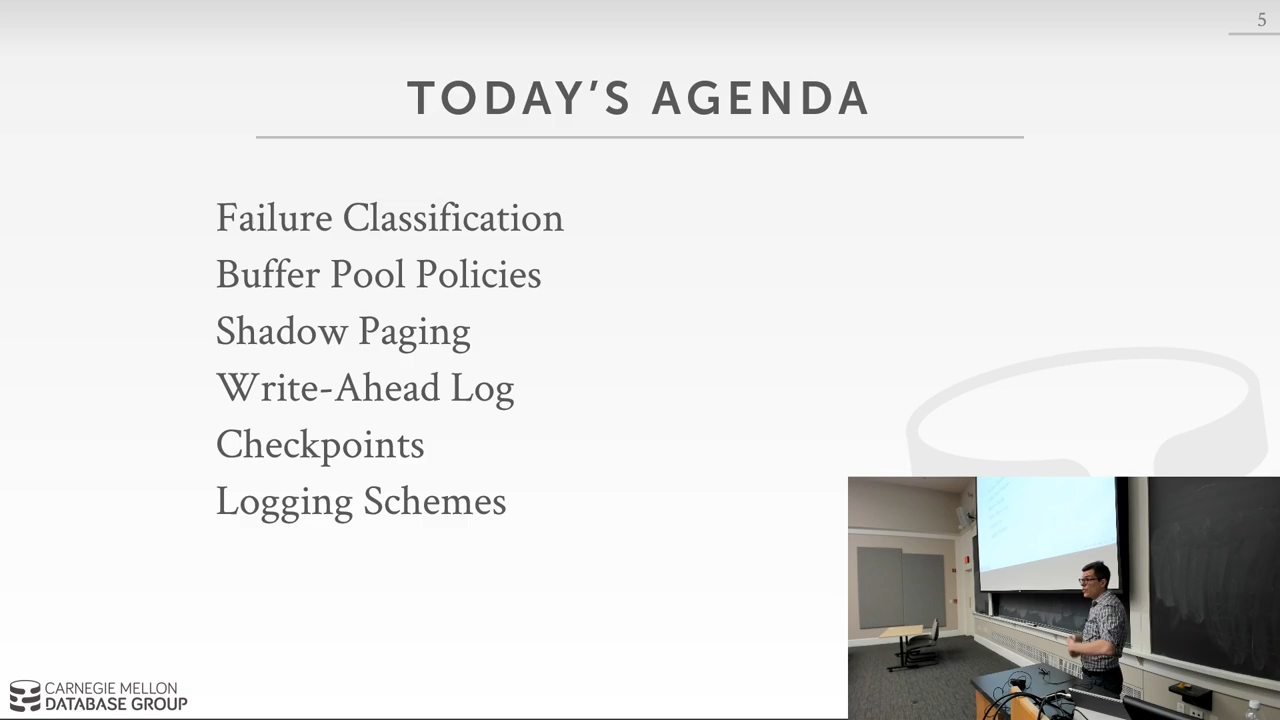 5
TODAY'S AGENDA
Failure Classification
Buffer Pool Policies
Shadow Paging
Write-Ahead Log
Checkpoints
Logging Schemes
CARNEGIE MELLON
DATABASE GROUP